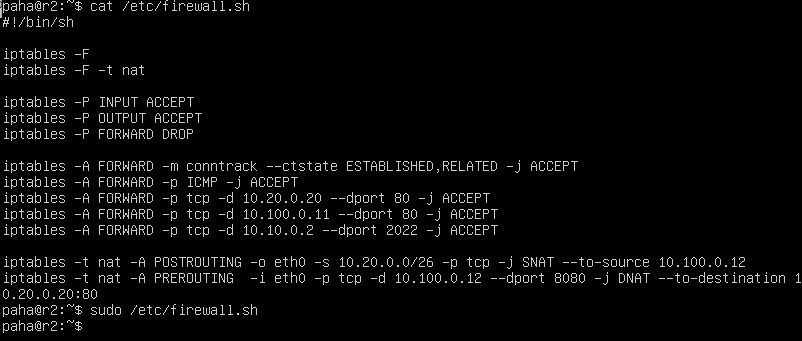 paha@r2:~$ cat /etc/firewall.sh
#!/bin/sh

iptables -F
iptables -F -t nat

iptables -P INPUT ACCEPT
iptables -P OUTPUT ACCEPT
iptables -P FORWARD DROP

iptables -A FORWARD -m conntrack --ctstate ESTABLISHED,RELATED -j ACCEPT
iptables -A FORWARD -p ICMP -j ACCEPT
iptables -A FORWARD -p tcp -d 10.20.0.20 --dport 80 -j ACCEPT
iptables -A FORWARD -p tcp -d 10.100.0.11 --dport 80 -j ACCEPT
iptables -A FORWARD -p tcp -d 10.10.0.2 --dport 2022 -j ACCEPT

iptables -t nat -A POSTROUTING -o eth0 -s 10.20.0.0/26 -p tcp -j SNAT --to-source 10.100.0.12
iptables -t nat -A PREROUTING  -i eth0 -p tcp -d 10.100.0.12 --dport 8080 -j DNAT --to-destination 1
0.20.0.20:80
paha@r2:~$ sudo /etc/firewall.sh
paha@r2:~$